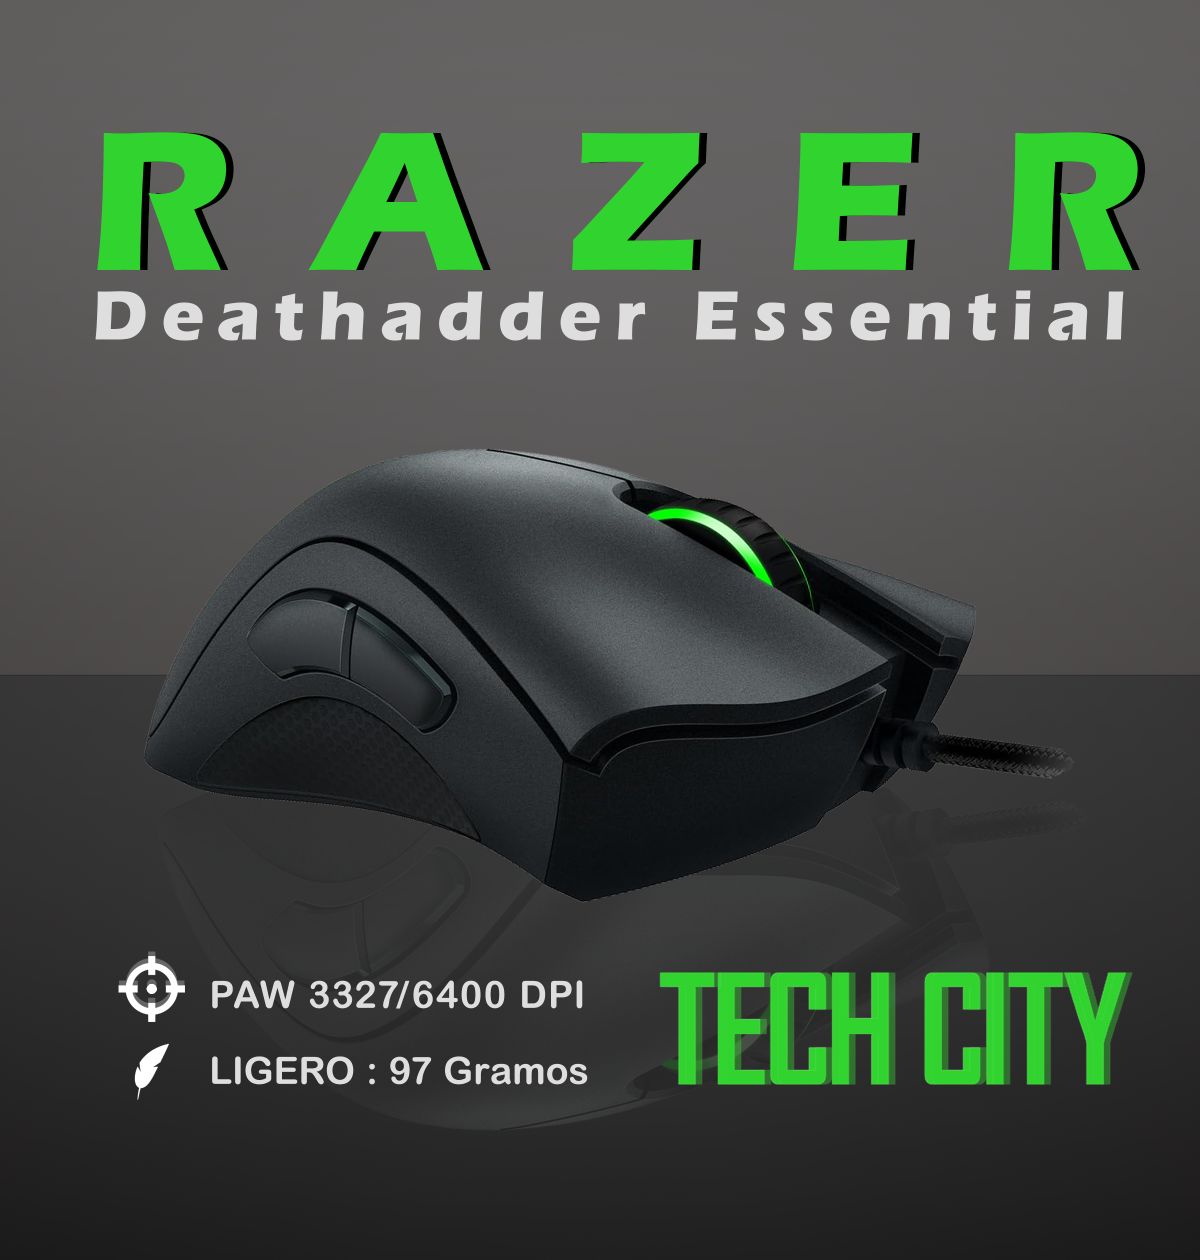 RAZER
Deathadder Essential
PAW 3327/6400 DPI
LIGERO : 97 Gramos
TECH CITY